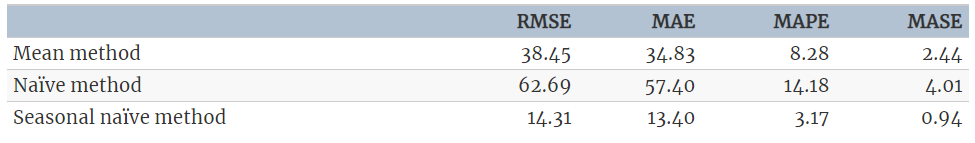 RMSE MAE MAPE MASE
Mean method 38.45 34.83 8.28 2.44
Naïve method 62.69 57.40 14.18 4.01
Seasonal naïve method 14.31 13.40 3.17 0.94